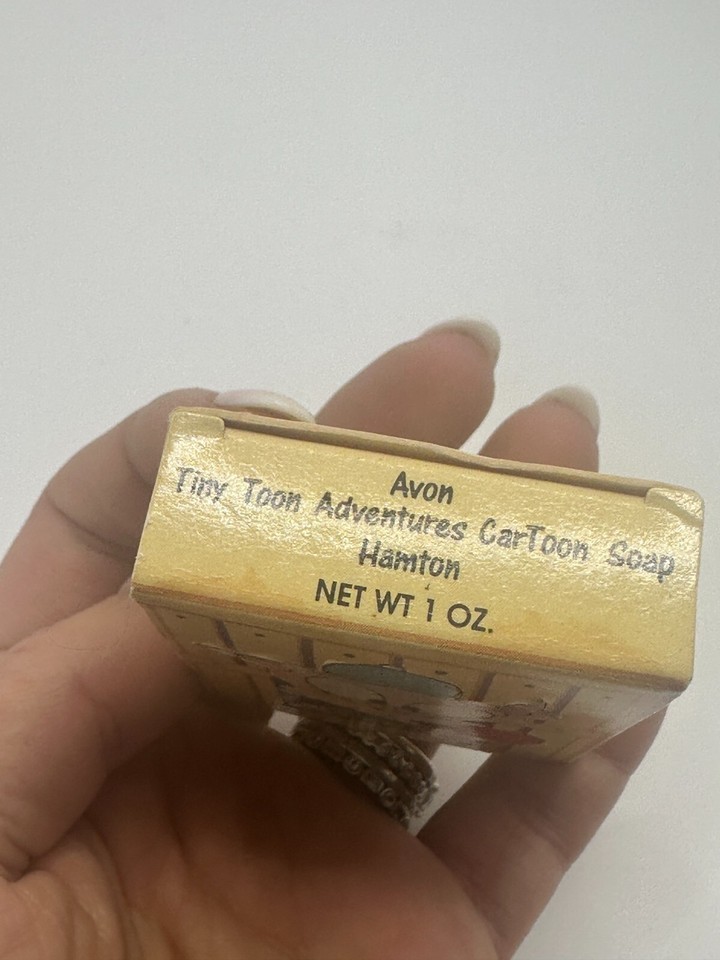 Avon
Tiny Toon Adventures CarToon Soap
Hamton
NET WT 1 OZ.